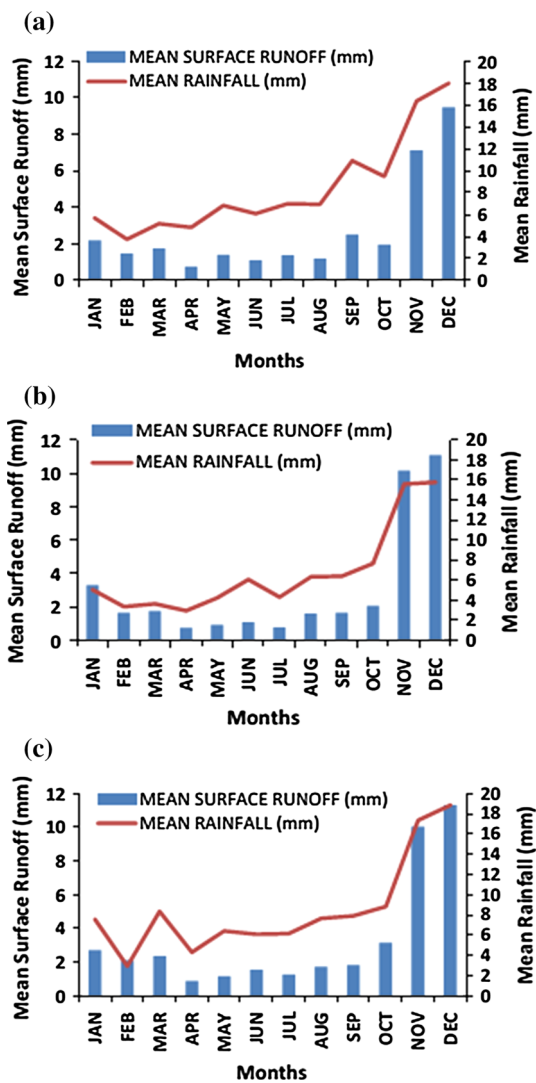 (a)
MEAN SURFACE RUNOFF (mm)
MEAN RAINFALL (mm)
Mean Surface Runoff (mm)
12
10
8
6
4
2
0
20
18
16
14
12
10
8
6
4
2
0
Mean Rainfall (mm)
JAN
FEB
MAR
APR
MAY
JUN
JUL
AUG
SEP
OCT
NOV
DEC
Months
(b)
MEAN SURFACE RUNOFF (mm)
MEAN RAINFALL (mm)
Mean Surface Runoff (mm)
12
10
8
6
4
2
0
20
18
16
14
12
10
8
6
4
2
0
Mean Rainfall (mm)
JAN
FEB
MAR
APR
MAY
JUN
JUL
AUG
SEP
OCT
NOV
DEC
Months
(c)
MEAN SURFACE RUNOFF (mm)
MEAN RAINFALL (mm)
Mean Surface Runoff (mm)
12
10
8
6
4
2
0
20
18
16
14
12
10
8
6
4
2
0
Mean Rainfall (mm)
JAN
FEB
MAR
APR
MAY
JUN
JUL
AUG
SEP
OCT
NOV
DEC
Months